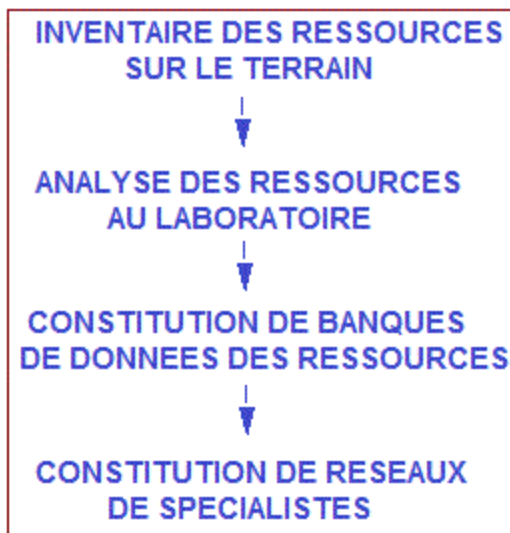 INVENTAIRE DES RESSOURCES
SUR LE TERRAIN
ANALYSE DES RESSOURCES
AU LABORATOIRE
CONSTITUTION DE BANQUES
DE DONNEES DES RESSOURCES
CONSTITUTION DE RESEAUX
DE SPECIALISTES